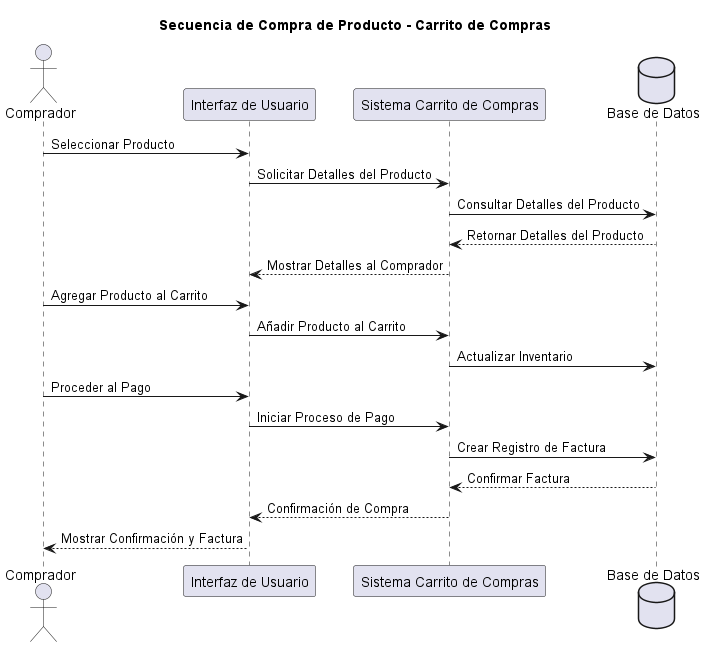 Secuencia de Compra de Producto - Carrito de Compras
Comprador
Interfaz de Usuario
Sistema Carrito de Compras
Base de Datos
Seleccionar Producto
Solicitar Detalles del Producto
Consultar Detalles del Producto
Retornar Detalles del Producto
Mostrar Detalles al Comprador
Agregar Producto al Carrito
Añadir Producto al Carrito
Actualizar Inventario
Proceder al Pago
Iniciar Proceso de Pago
Crear Registro de Factura
Confirmar Factura
Confirmación de Compra
Mostrar Confirmación y Factura
Comprador
Interfaz de Usuario
Sistema Carrito de Compras
Base de Datos